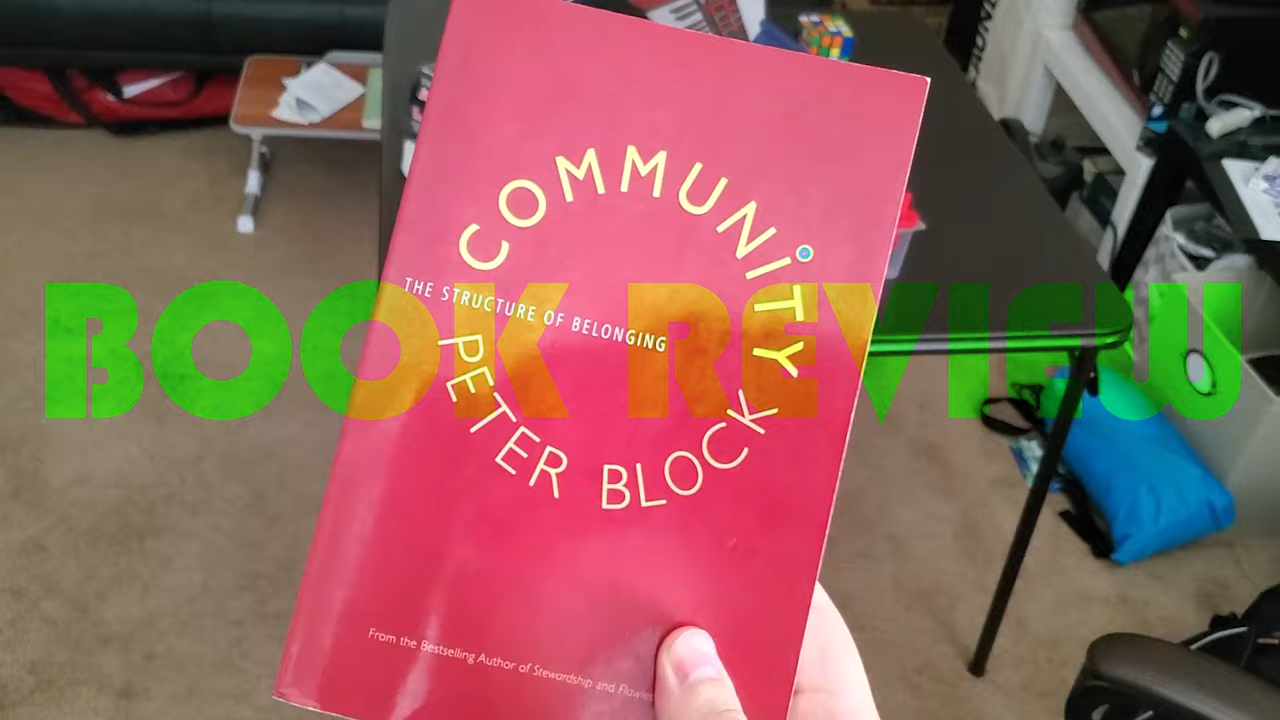 COMMUNiTY
THE STRUCTURE OF BELONGING
BOOK REVIEW
PETER BLOCK
From the Bestselling Author of Stewardship and